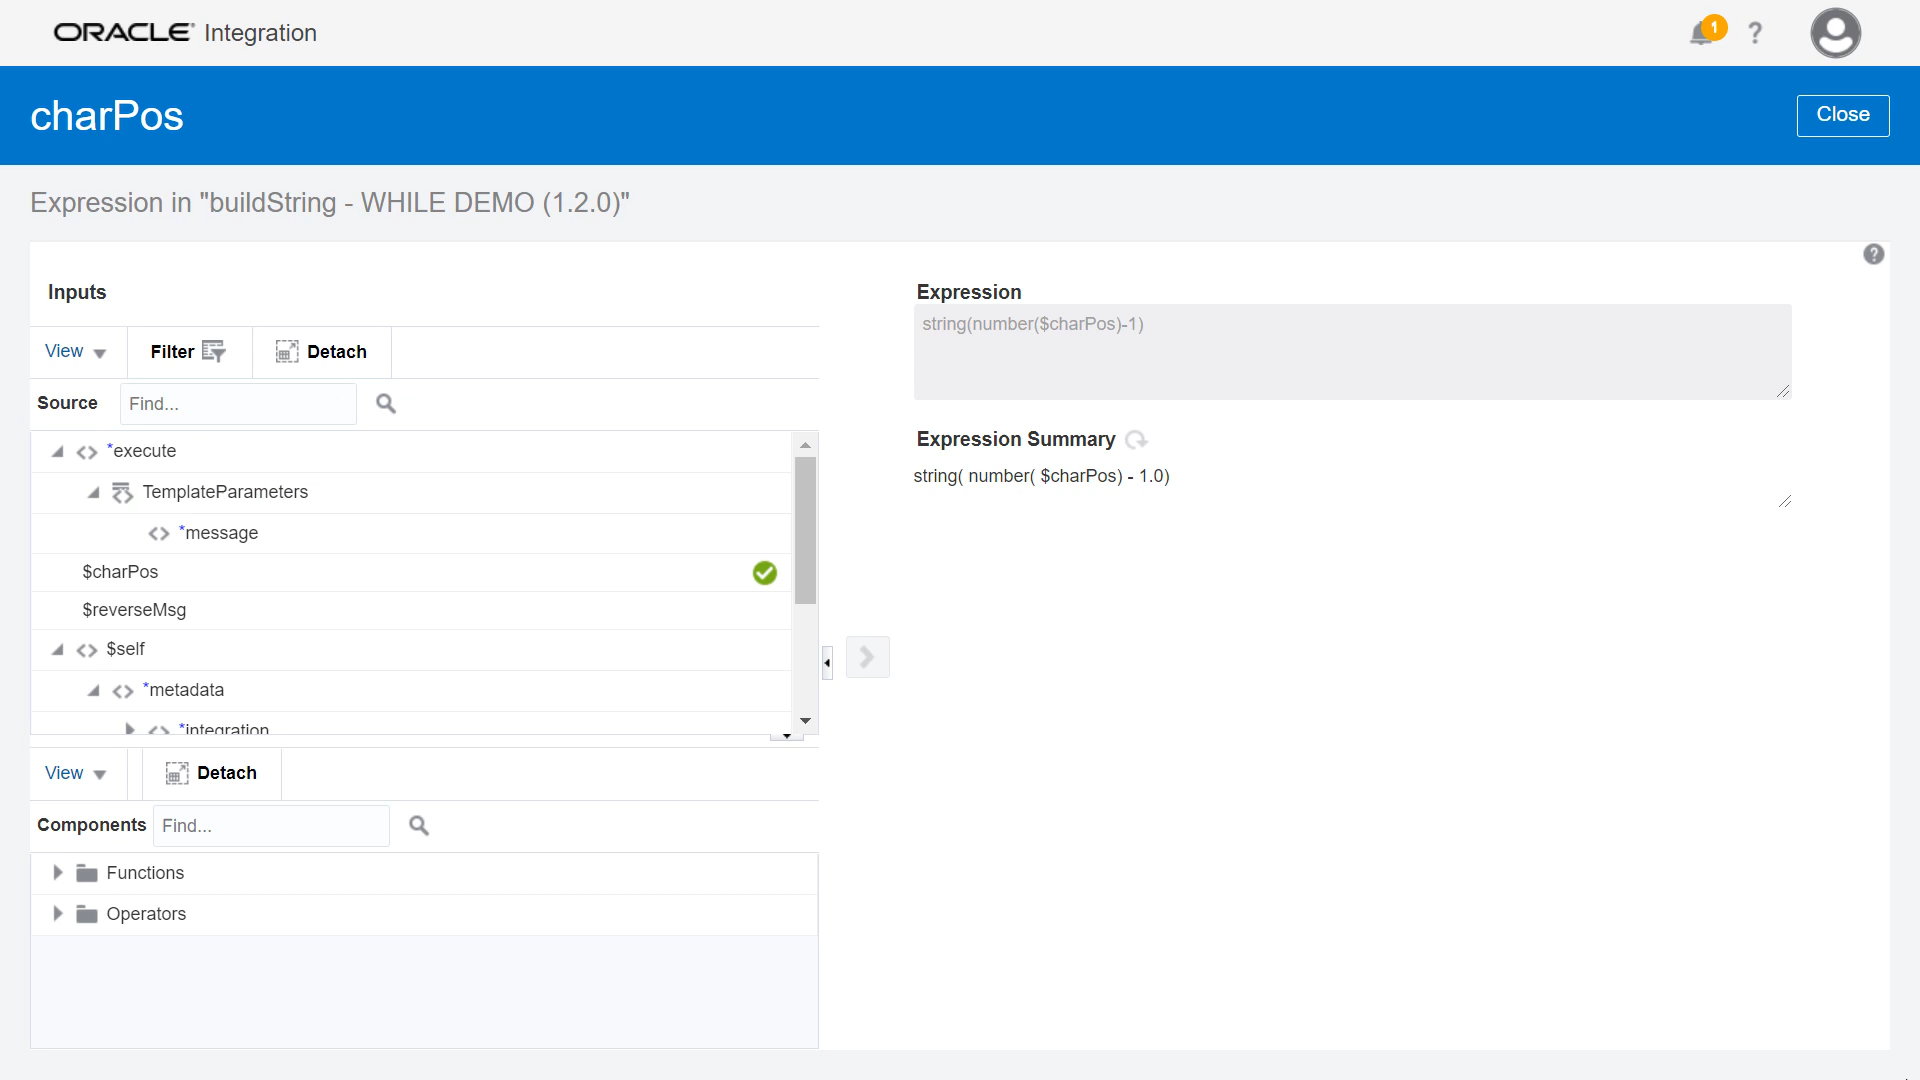 ORACLE Integration
1
?
charPos
Close
Expression in "buildString - WHILE DEMO (1.2.0)"
?
Inputs
Expression
string(number($charPos)-1)
View
Filter
Detach
Source
Find...
Expression Summary
string( number( $charPos) - 1.0)
*execute
TemplateParameters
*message
$charPos
$reverseMsg
$self
*metadata
*integration
View
Detach
Components
Find...
Functions
Operators